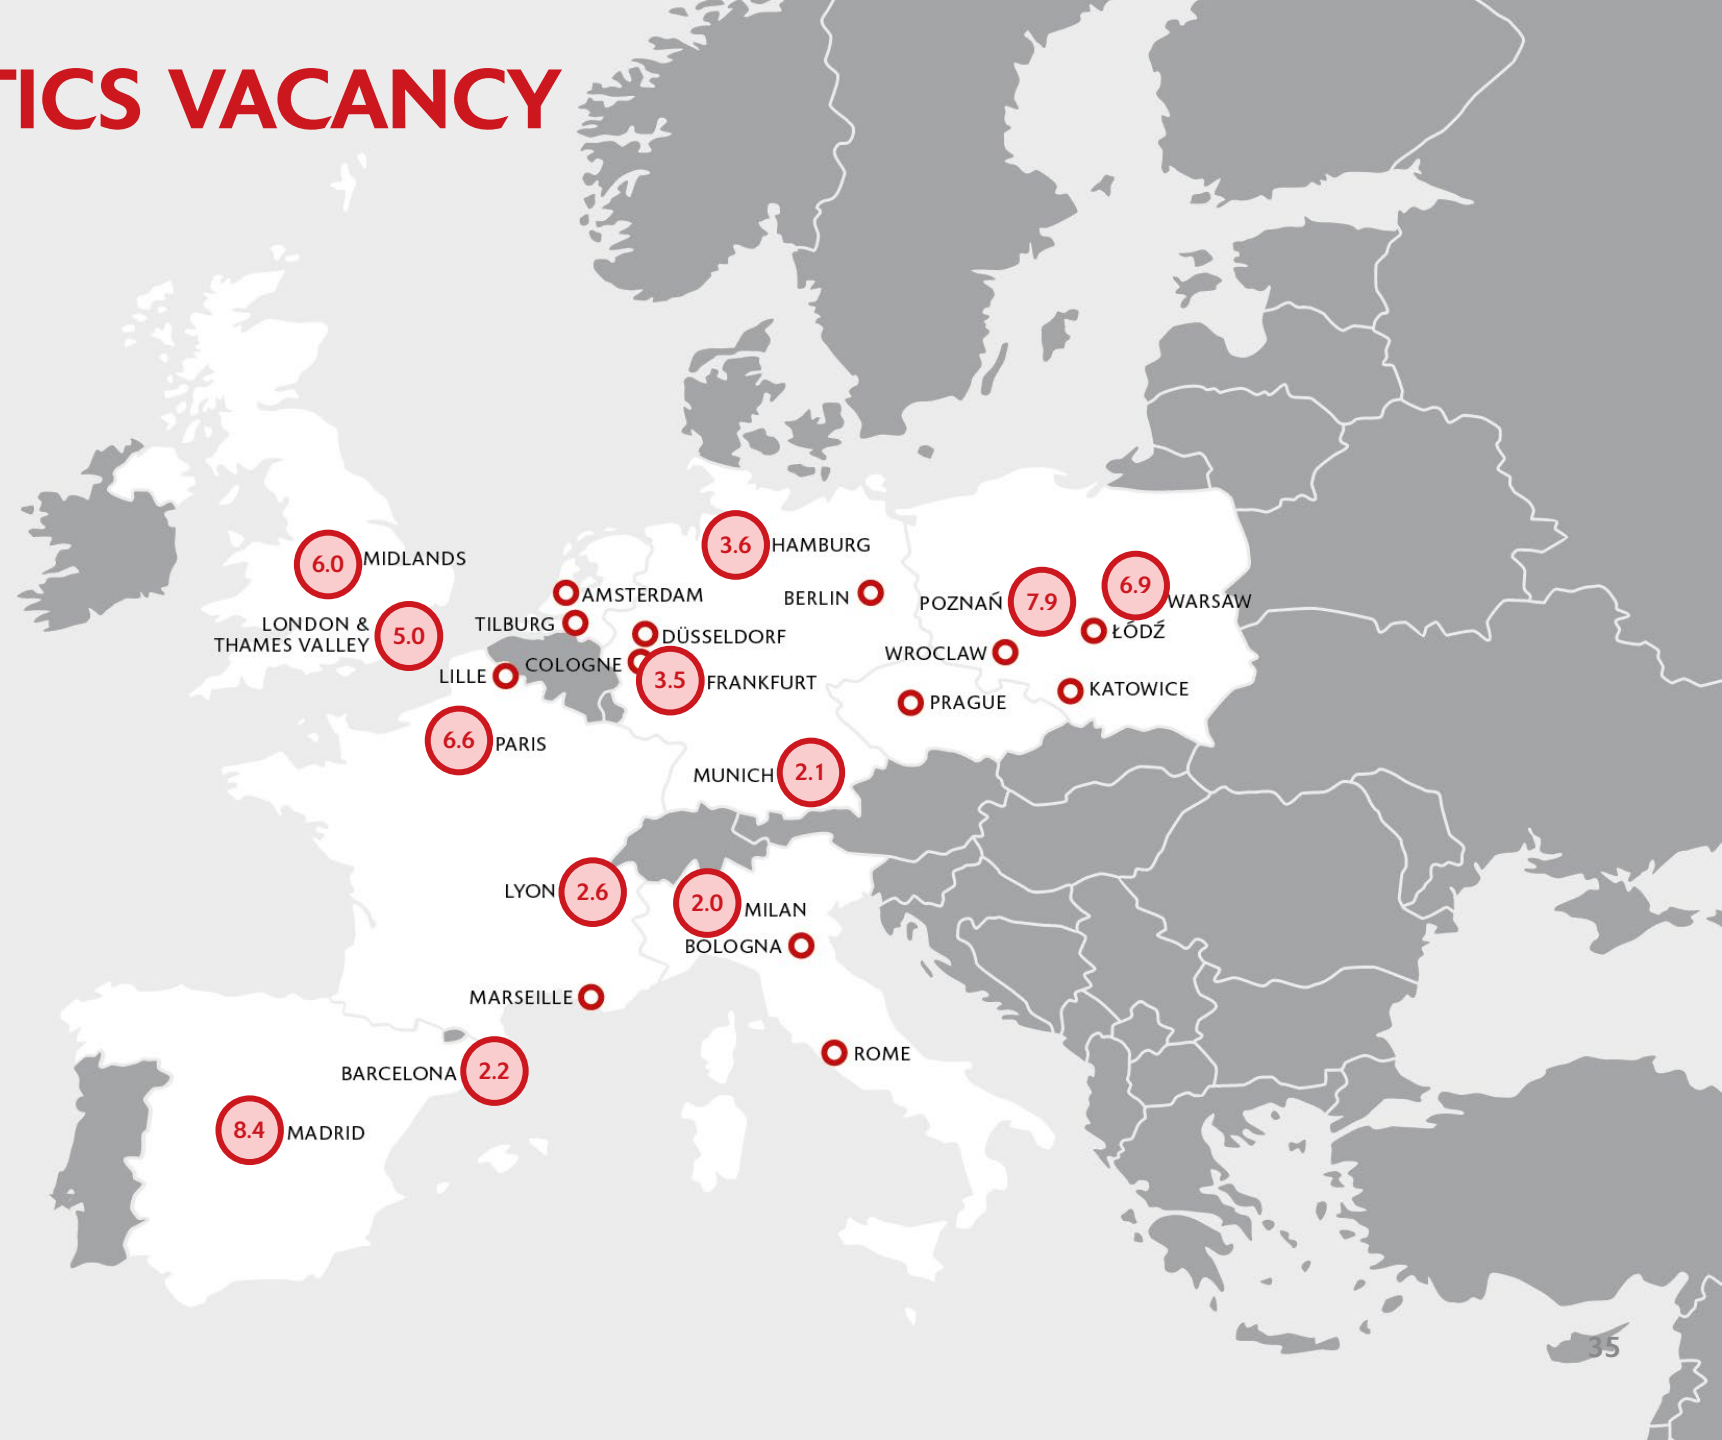 TICS VACANCY
3.6 HAMBURG
6.0 MIDLANDS
6.9 WARSAW
AMSTERDAM
BERLIN
POZNAŃ 7.9
LONDON &
THAMES VALLEY 5.0
TILBURG
DÜSSELDORF
ŁÓDŹ
WROCLAW
COLOGNE
LILLE
3.5 FRANKFURT
KATOWICE
PRAGUE
6.6 PARIS
MUNICH 2.1
LYON 2.6
2.0 MILAN
BOLOGNA
MARSEILLE
ROME
BARCELONA 2.2
8.4 MADRID
35